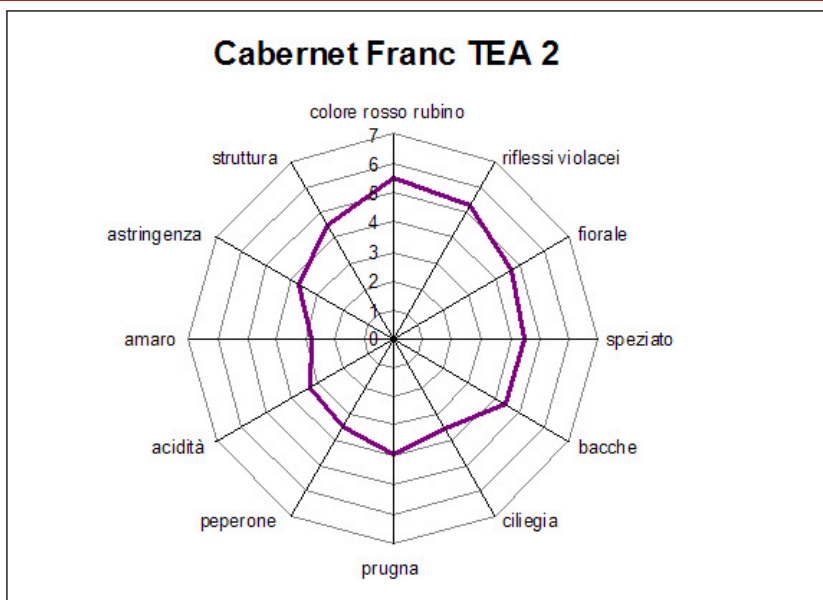 Cabernet Franc TEA 2
colore rosso rubino
7
struttura
riflessi violacei
6
5
astringenza
fiorale
4
3
2
1
amaro
0
speziato
acidità
bacche
peperone
ciliegia
prugna